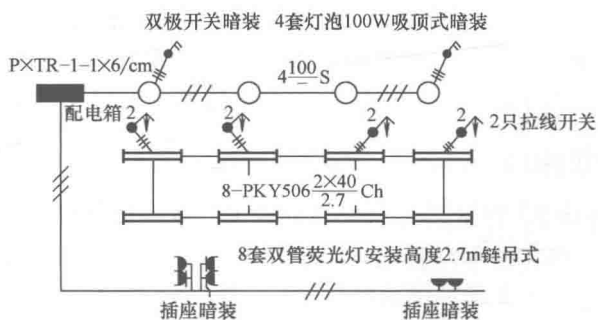 双极开关暗装 4套灯泡100W吸顶式暗装
P×TR-1-1×6/cm
4 100/— S
配电箱
2 2 2 2 2只拉线开关
8-PKY506 2×40/2.7 Ch
8套双管荧光灯安装高度2.7m链吊式
插座暗装 插座暗装